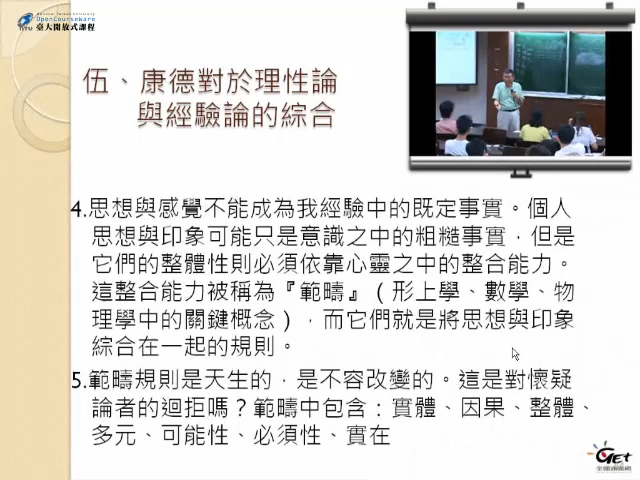 OpenCourseWare
臺大開放式課程
伍、康德對於理性論
與經驗論的綜合
4.思想與感覺不能成為我經驗中的既定事實。個人
思想與印象可能只是意識之中的粗糙事實，但是
它們的整體性則必須依靠心靈之中的整合能力。
這整合能力被稱為『範疇』（形上學、數學、物
理學中的關鍵概念），而它們就是將思想與印象
綜合在一起的規則。
5.範疇規則是天生的，是不容改變的。這是對懷疑
論者的迴拒嗎？範疇中包含：實體、因果、整體、
多元、可能性、必須性、實在